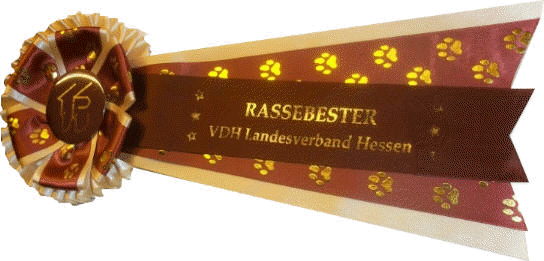 RASSEBESTER
VDH Landesverband Hessen